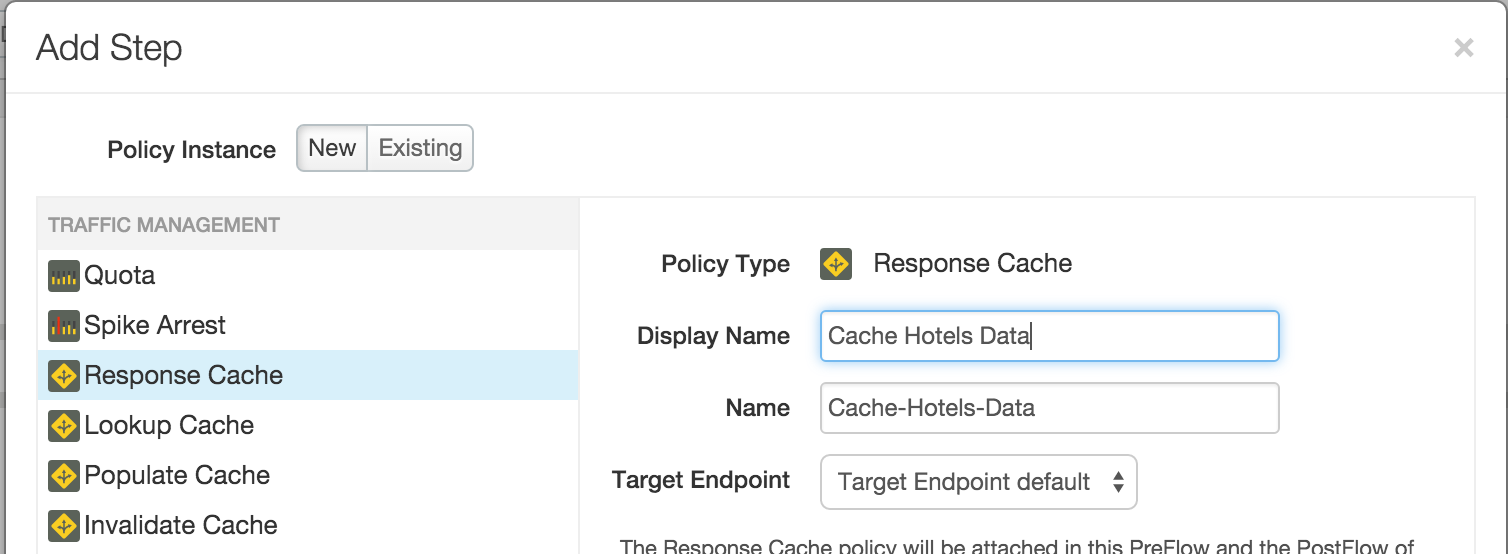 Add Step
×
Policy Instance New Existing
TRAFFIC MANAGEMENT
Quota
Spike Arrest
Response Cache
Lookup Cache
Populate Cache
Invalidate Cache
Policy Type Response Cache
Display Name Cache Hotels Data
Name Cache-Hotels-Data
Target Endpoint Target Endpoint default
The Response Cache policy will be attached in this PreFlow and the PostFlow of